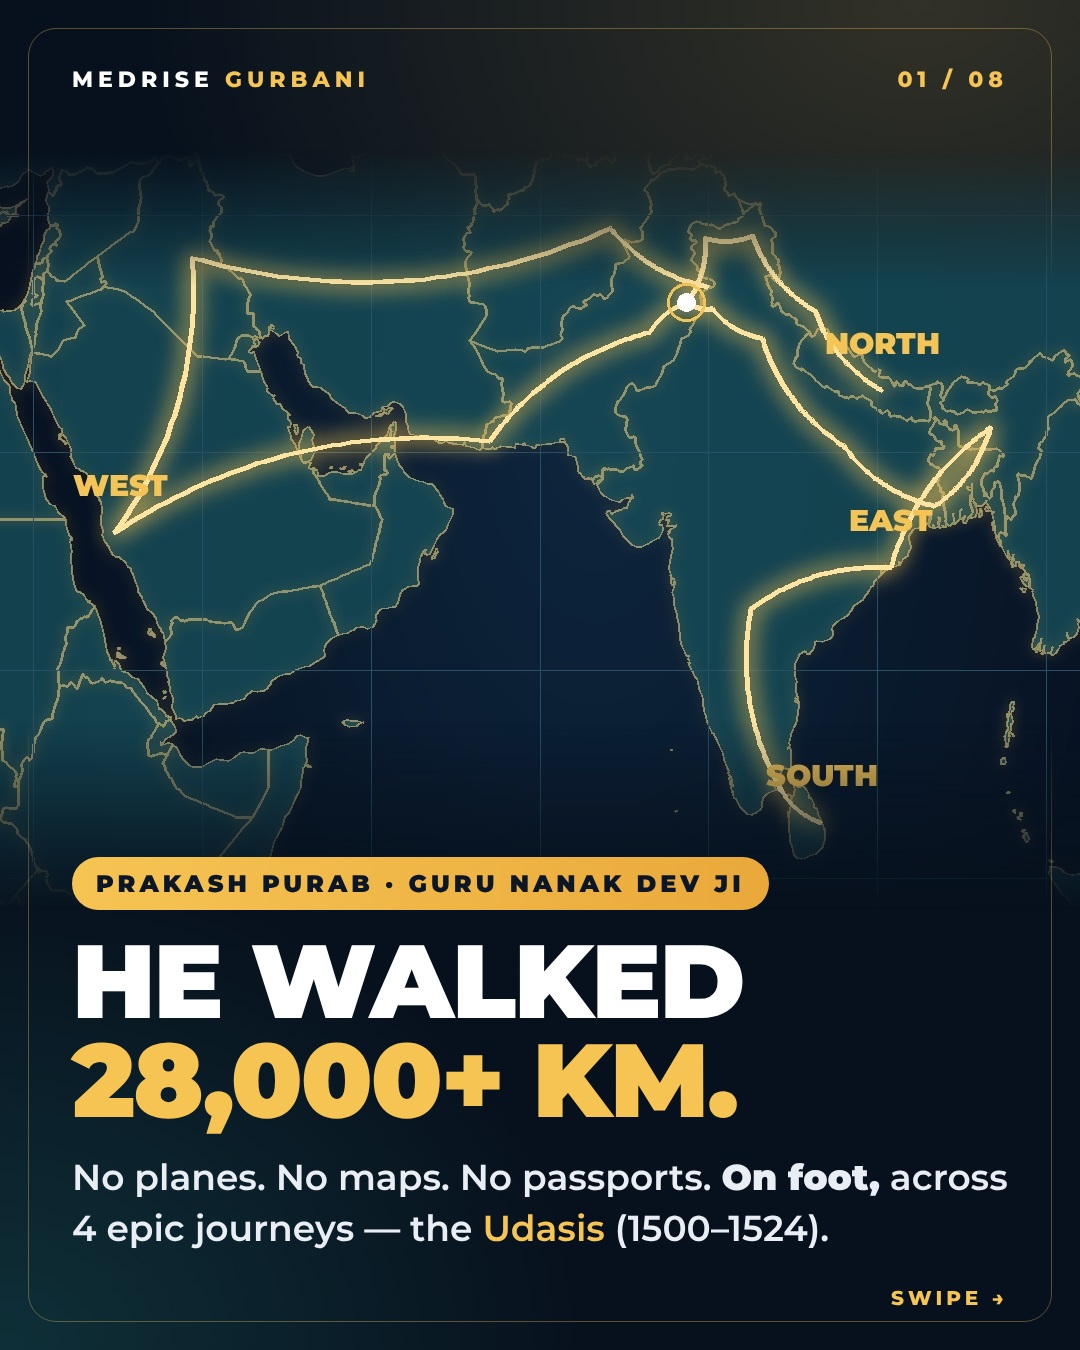 MEDRISE GURBANI
01 / 08
NORTH
WEST
EAST
SOUTH
PRAKASH PURAB · GURU NANAK DEV JI
HE WALKED
28,000+ KM.
No planes. No maps. No passports. On foot, across
4 epic journeys — the Udasis (1500–1524).
SWIPE →